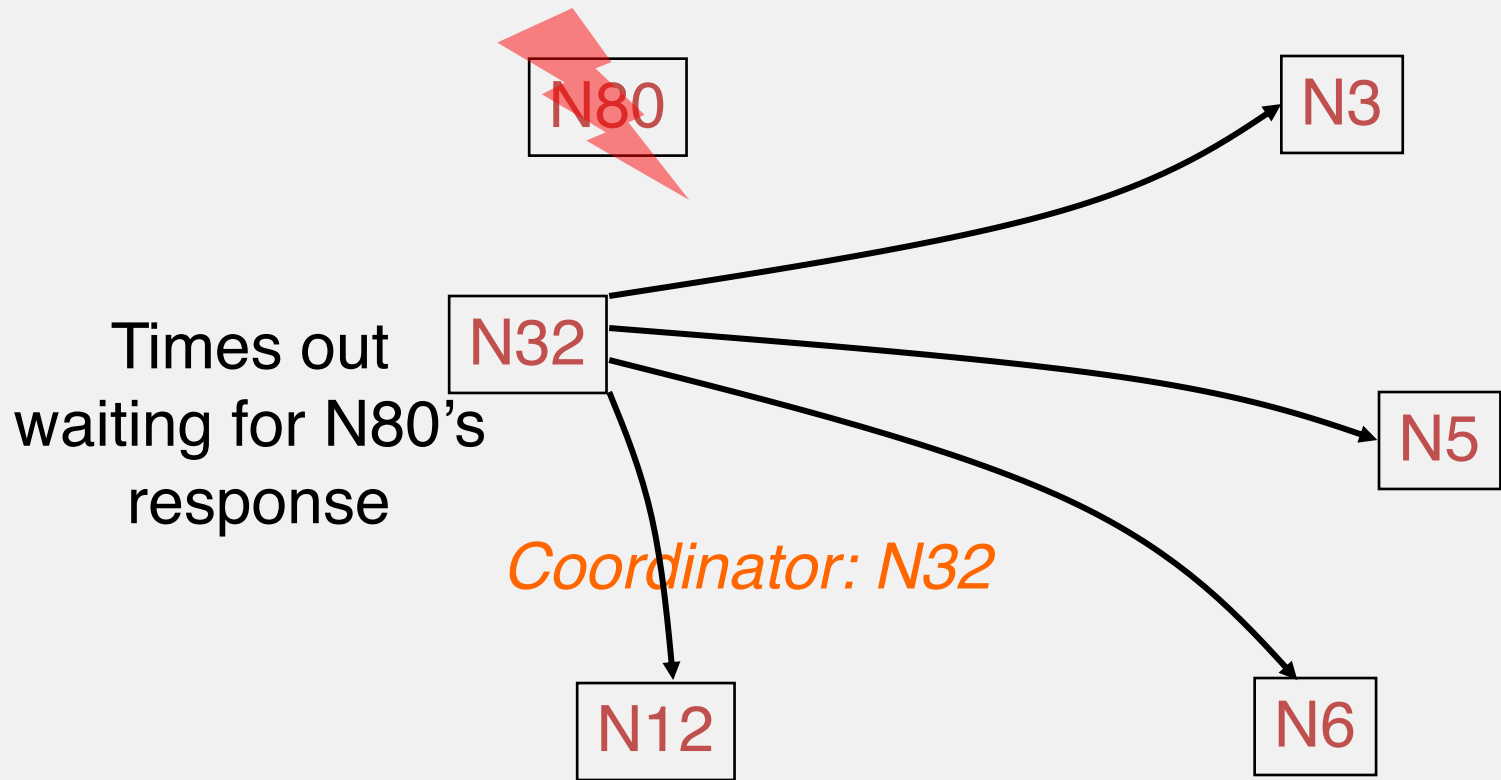 N80
N3
N32
Times out
waiting for N80’s
response
N5
Coordinator: N32
N12
N6